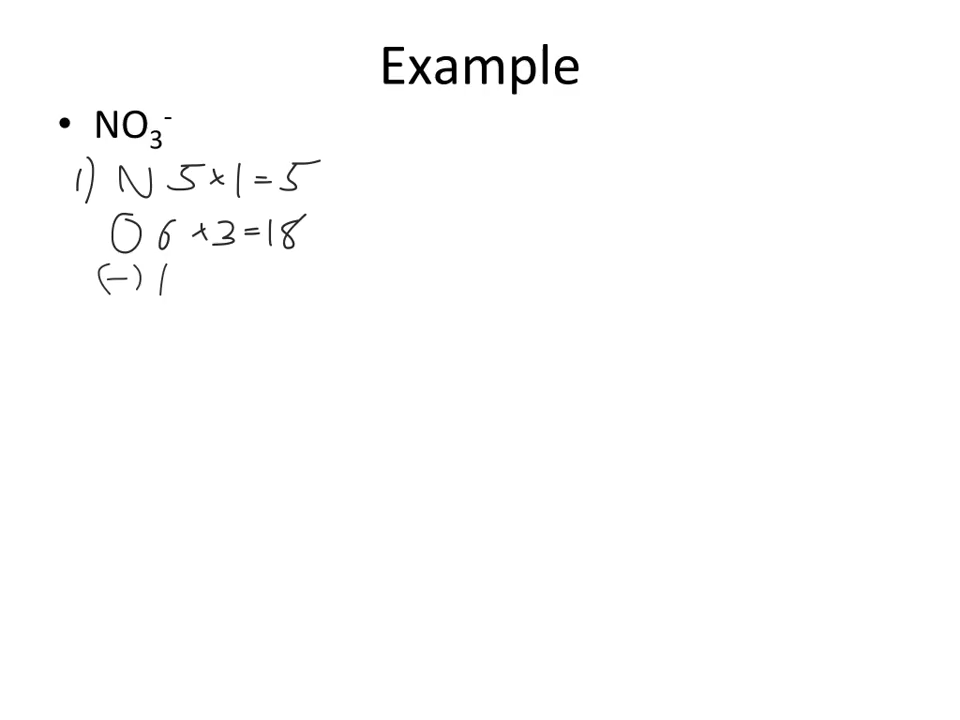 Example
• NO₃⁻
1) N 5 × 1 = 5
O 6 × 3 = 18
(−) 1